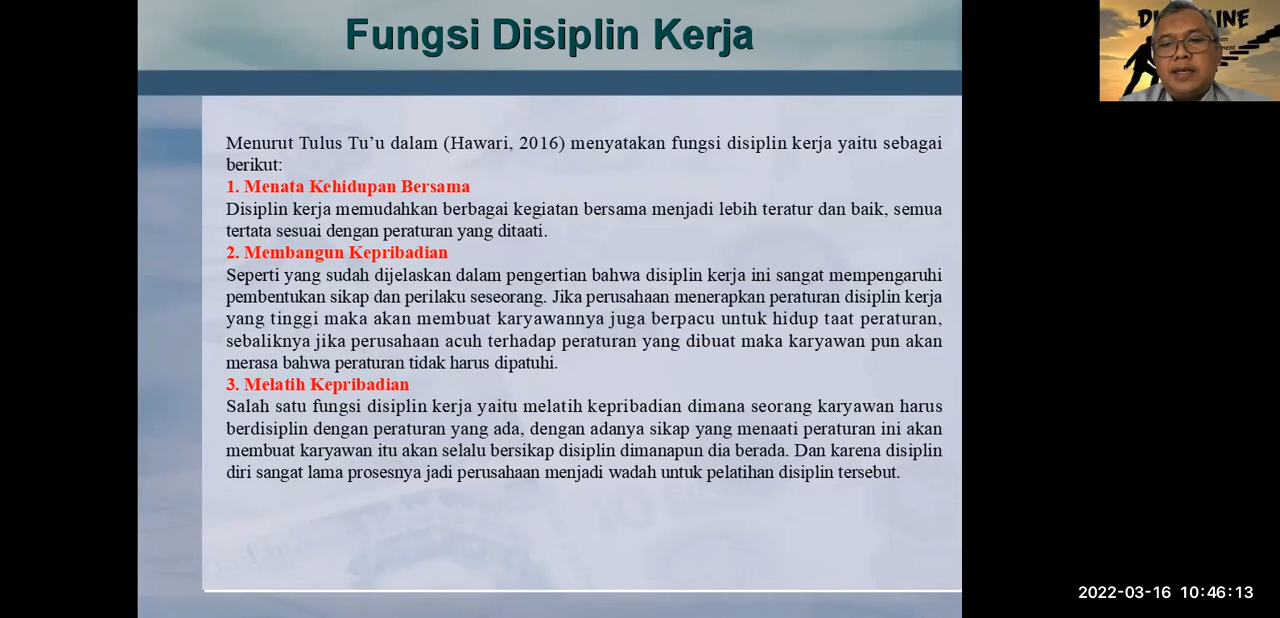 Fungsi Disiplin Kerja
Menurut Tulus Tu'u dalam (Hawari, 2016) menyatakan fungsi disiplin kerja yaitu sebagai
berikut:
1. Menata Kehidupan Bersama
Disiplin kerja memudahkan berbagai kegiatan bersama menjadi lebih teratur dan baik, semua
tertata sesuai dengan peraturan yang ditaati.
2. Membangun Kepribadian
Seperti yang sudah dijelaskan dalam pengertian bahwa disiplin kerja ini sangat mempengaruhi
pembentukan sikap dan perilaku seseorang. Jika perusahaan menerapkan peraturan disiplin kerja
yang tinggi maka akan membuat karyawannya juga berpacu untuk hidup taat peraturan,
sebaliknya jika perusahaan acuh terhadap peraturan yang dibuat maka karyawan pun akan
merasa bahwa peraturan tidak harus dipatuhi.
3. Melatih Kepribadian
Salah satu fungsi disiplin kerja yaitu melatih kepribadian dimana seorang karyawan harus
berdisiplin dengan peraturan yang ada, dengan adanya sikap yang menaati peraturan ini akan
membuat karyawan itu akan selalu bersikap disiplin dimanapun dia berada. Dan karena disiplin
diri sangat lama prosesnya jadi perusahaan menjadi wadah untuk pelatihan disiplin tersebut.
2022-03-16 10:46:13